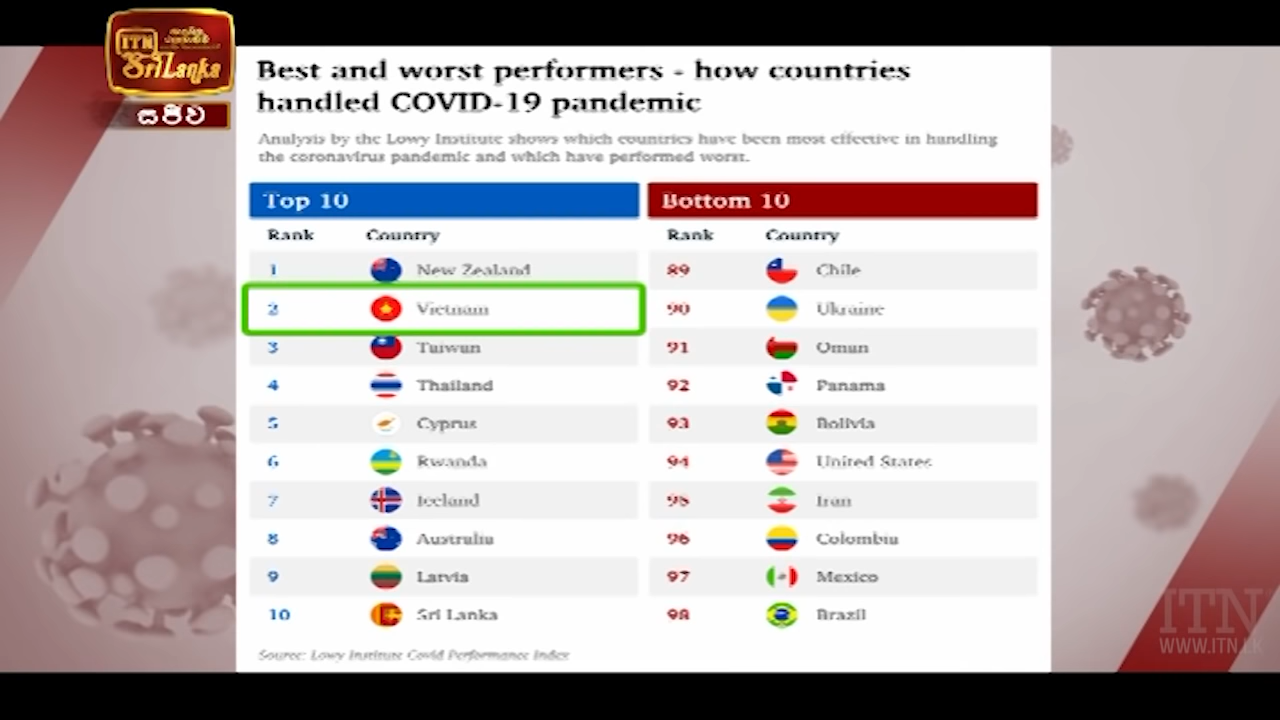 ITN
Sri Lanka
සජීව
Best and worst performers - how countries
handled COVID-19 pandemic
Analysis by the Lowy Institute shows which countries have been most effective in handling
the coronavirus pandemic and which have performed worst.
Top 10 Bottom 10
Rank Country Rank Country
1 New Zealand 89 Chile
2 Vietnam 90 Ukraine
3 Taiwan 91 Oman
4 Thailand 92 Panama
5 Cyprus 93 Bolivia
6 Rwanda 94 United States
7 Iceland 95 Iran
8 Australia 96 Colombia
9 Latvia 97 Mexico
10 Sri Lanka 98 Brazil
Source: Lowy Institute Covid Performance Index
ITN
WWW.ITN.LK